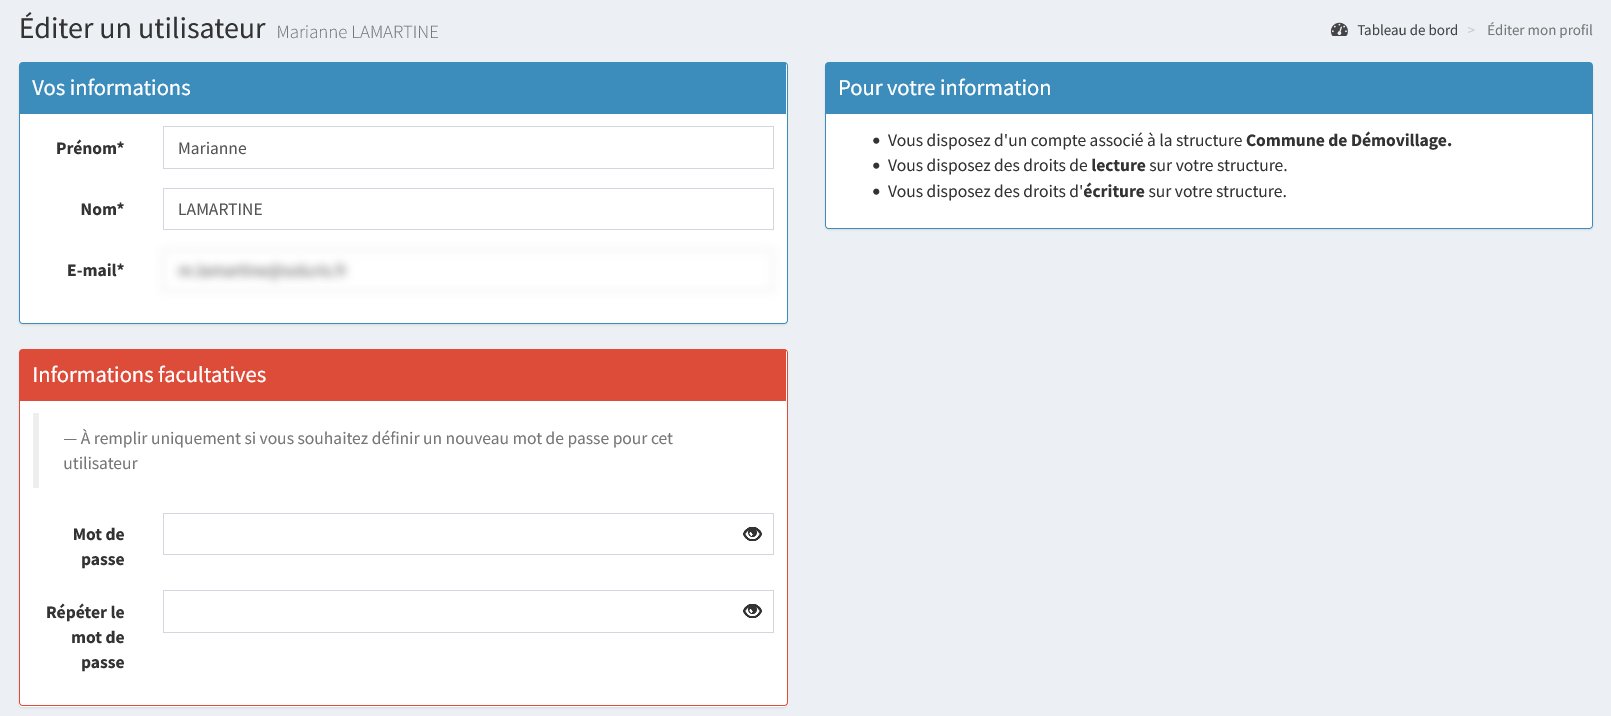 Éditer un utilisateur Marianne LAMARTINE
Tableau de bord > Éditer mon profil
Vos informations
Prénom* Marianne
Nom* LAMARTINE
E-mail*
Informations facultatives
— À remplir uniquement si vous souhaitez définir un nouveau mot de passe pour cet
utilisateur
Mot de
passe
Répéter le
mot de
passe
Pour votre information
• Vous disposez d'un compte associé à la structure Commune de Démovillage.
• Vous disposez des droits de lecture sur votre structure.
• Vous disposez des droits d'écriture sur votre structure.